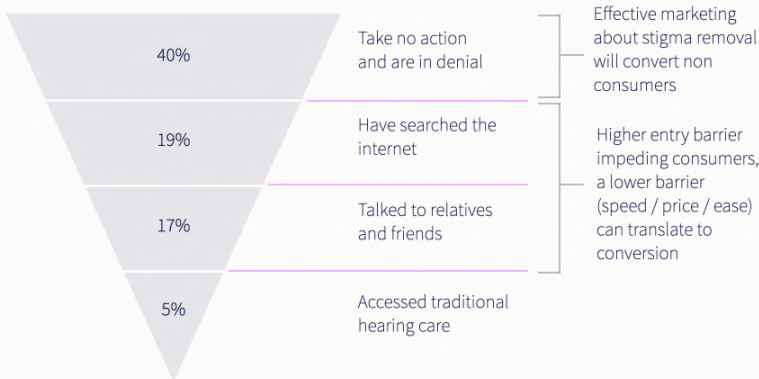 40%
Take no action
and are in denial
Effective marketing
about stigma removal
will convert non
consumers
19%
Have searched the
internet
17%
Talked to relatives
and friends
Higher entry barrier
impeding consumers,
a lower barrier
(speed / price / ease)
can translate to
conversion
5%
Accessed traditional
hearing care